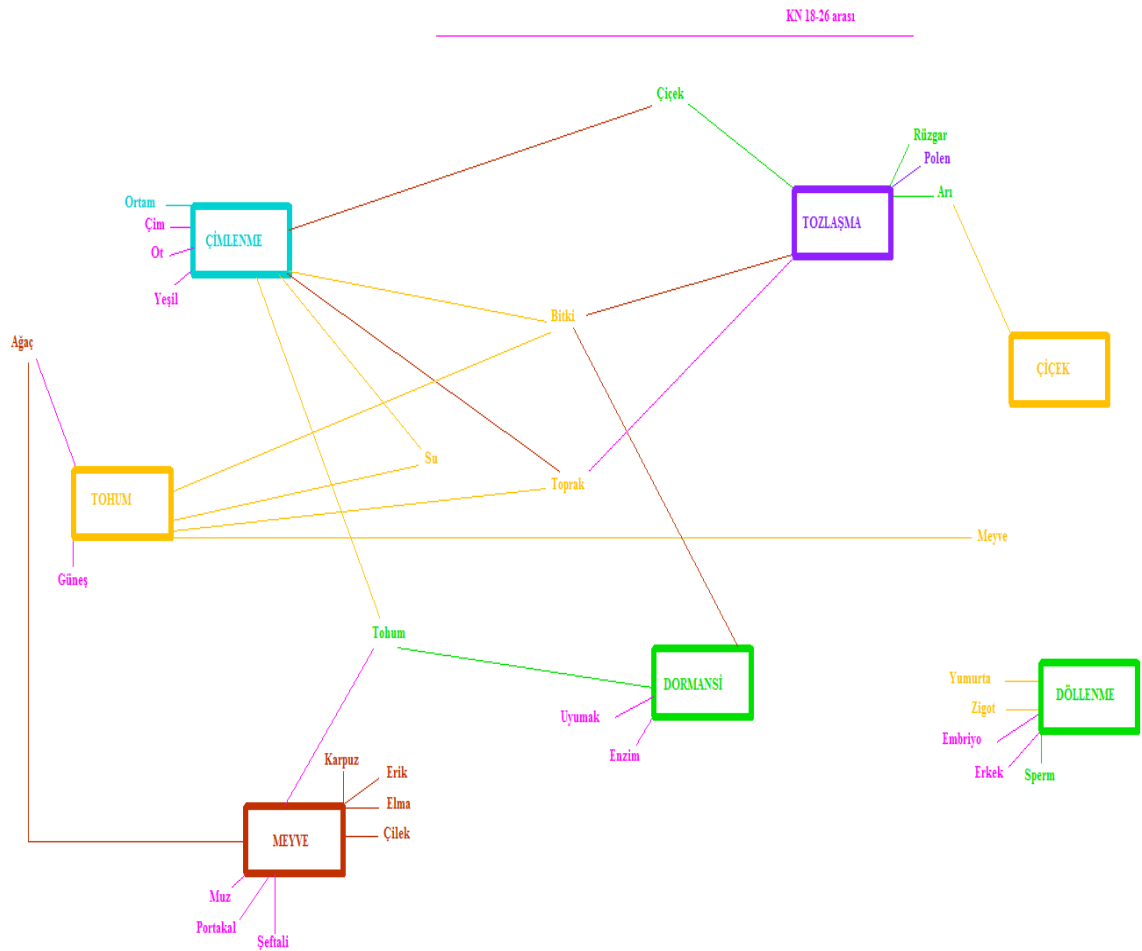 KN 18-26 arası
Çiçek
Rüzgar
Polen
Arı
Ortam
Çim
Ot
Yeşil
ÇİMLENME
TOZLAŞMA
Bitki
Ağaç
ÇİÇEK
Su
Toprak
TOHUM
Meyve
Güneş
Tohum
DORMANSİ
Uyumak
Enzim
Yumurta
Zigot
DÖLLENME
Embriyo
Erkek
Sperm
Karpuz
Erik
Elma
Çilek
MEYVE
Muz
Portakal
Şeftali